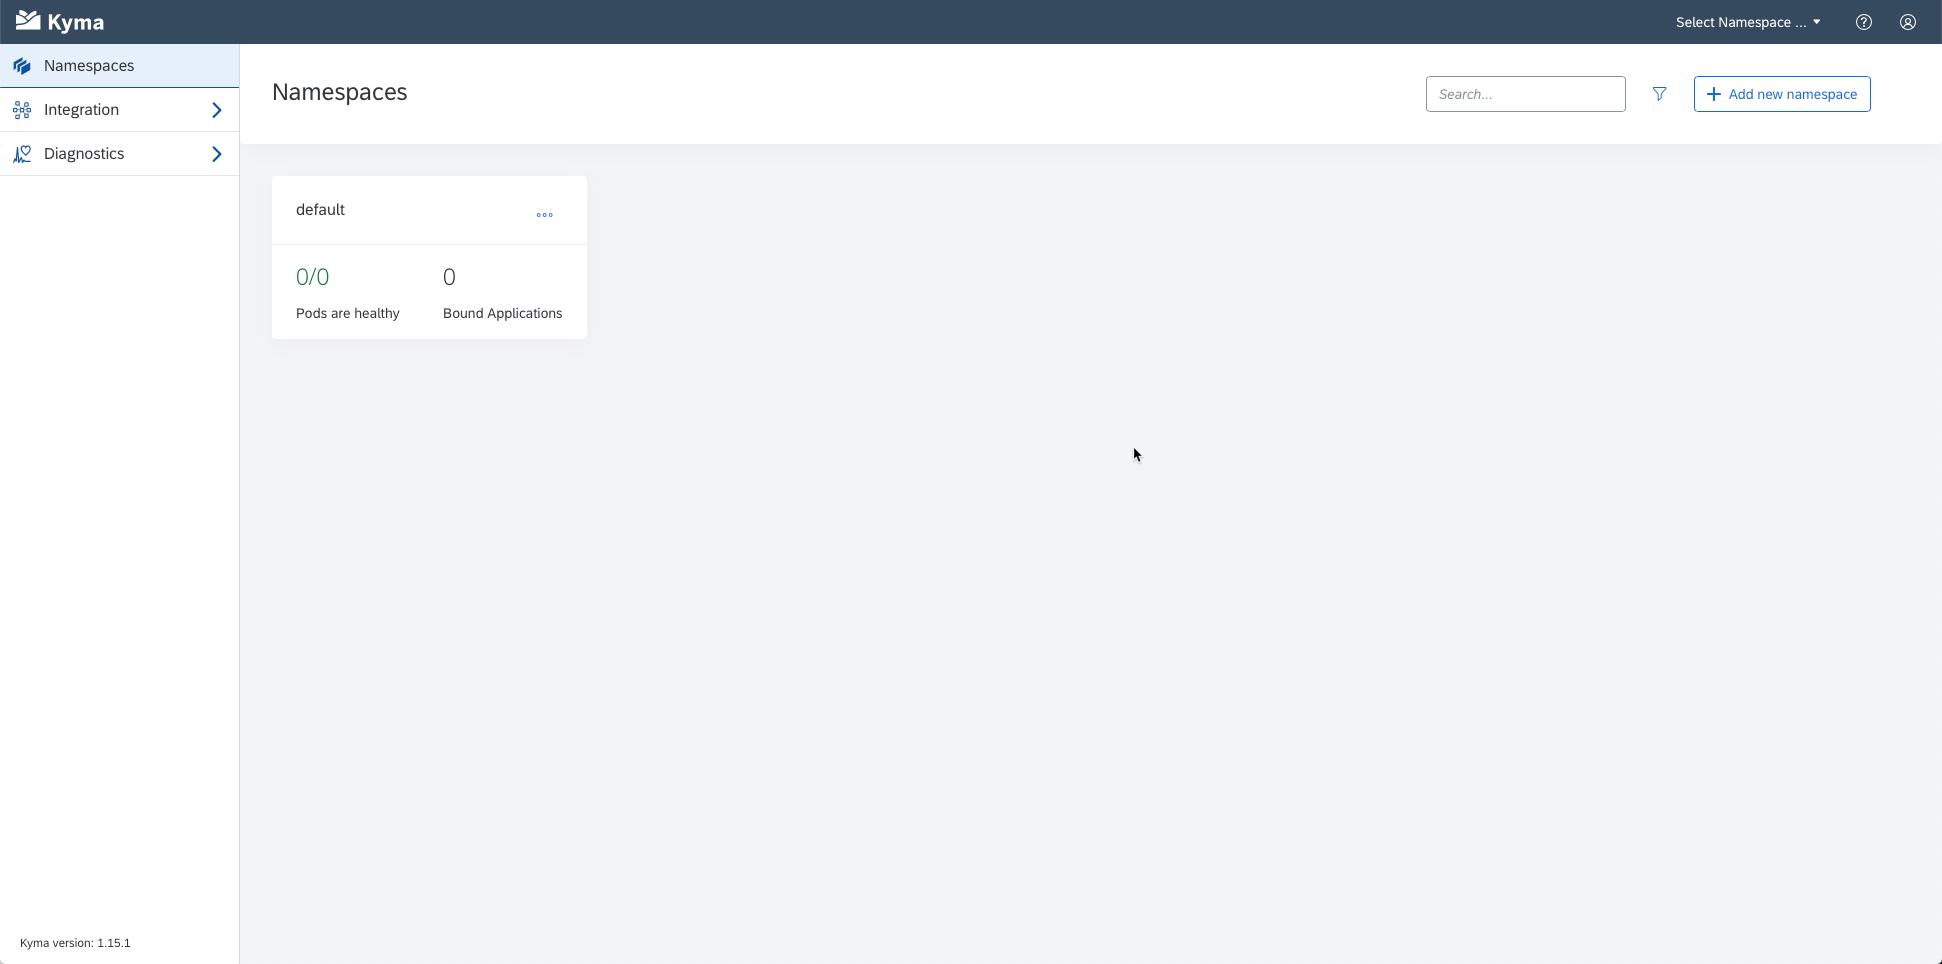 Kyma
Select Namespace ...
Namespaces
Integration
Diagnostics
Namespaces
Search...
Add new namespace
default
0/0
Pods are healthy
0
Bound Applications
Kyma version: 1.15.1